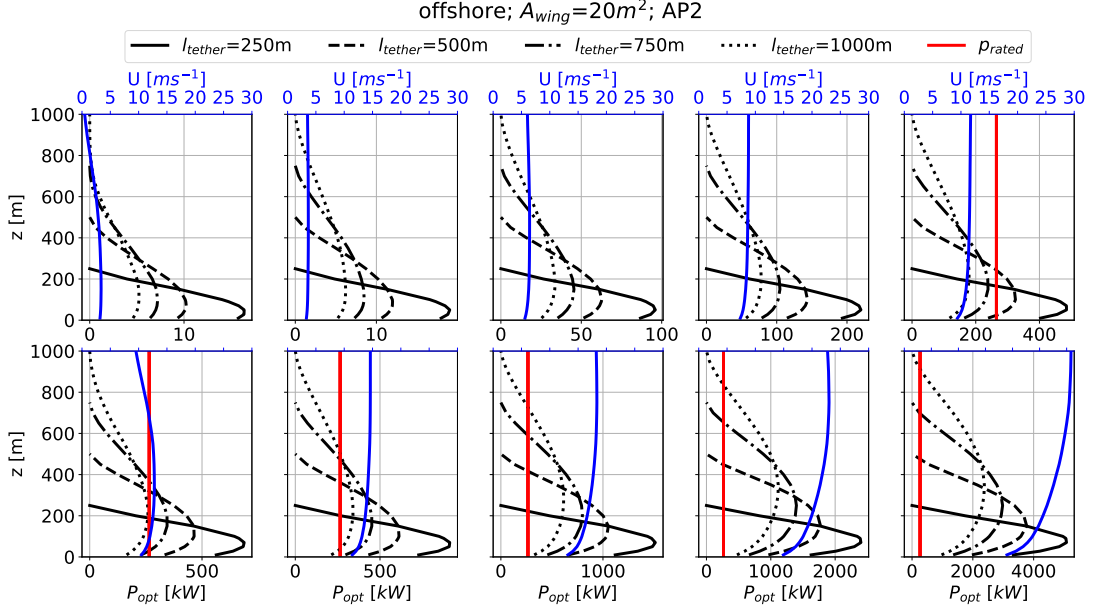 offshore; A_wing=20m²; AP2
l_tether=250m l_tether=500m l_tether=750m l_tether=1000m p_rated
U [ms⁻¹] U [ms⁻¹] U [ms⁻¹] U [ms⁻¹] U [ms⁻¹]
0 5 10 15 20 25 30 0 5 10 15 20 25 30 0 5 10 15 20 25 30 0 5 10 15 20 25 30 0 5 10 15 20 25 30
1000
800
600
400
200
0
z [m]
0 10 0 10 0 50 100 0 100 200 0 200 400
1000
800
600
400
200
0
z [m]
0 500 0 500 0 500 1000 0 1000 2000 0 2000 4000
P_opt [kW] P_opt [kW] P_opt [kW] P_opt [kW] P_opt [kW]